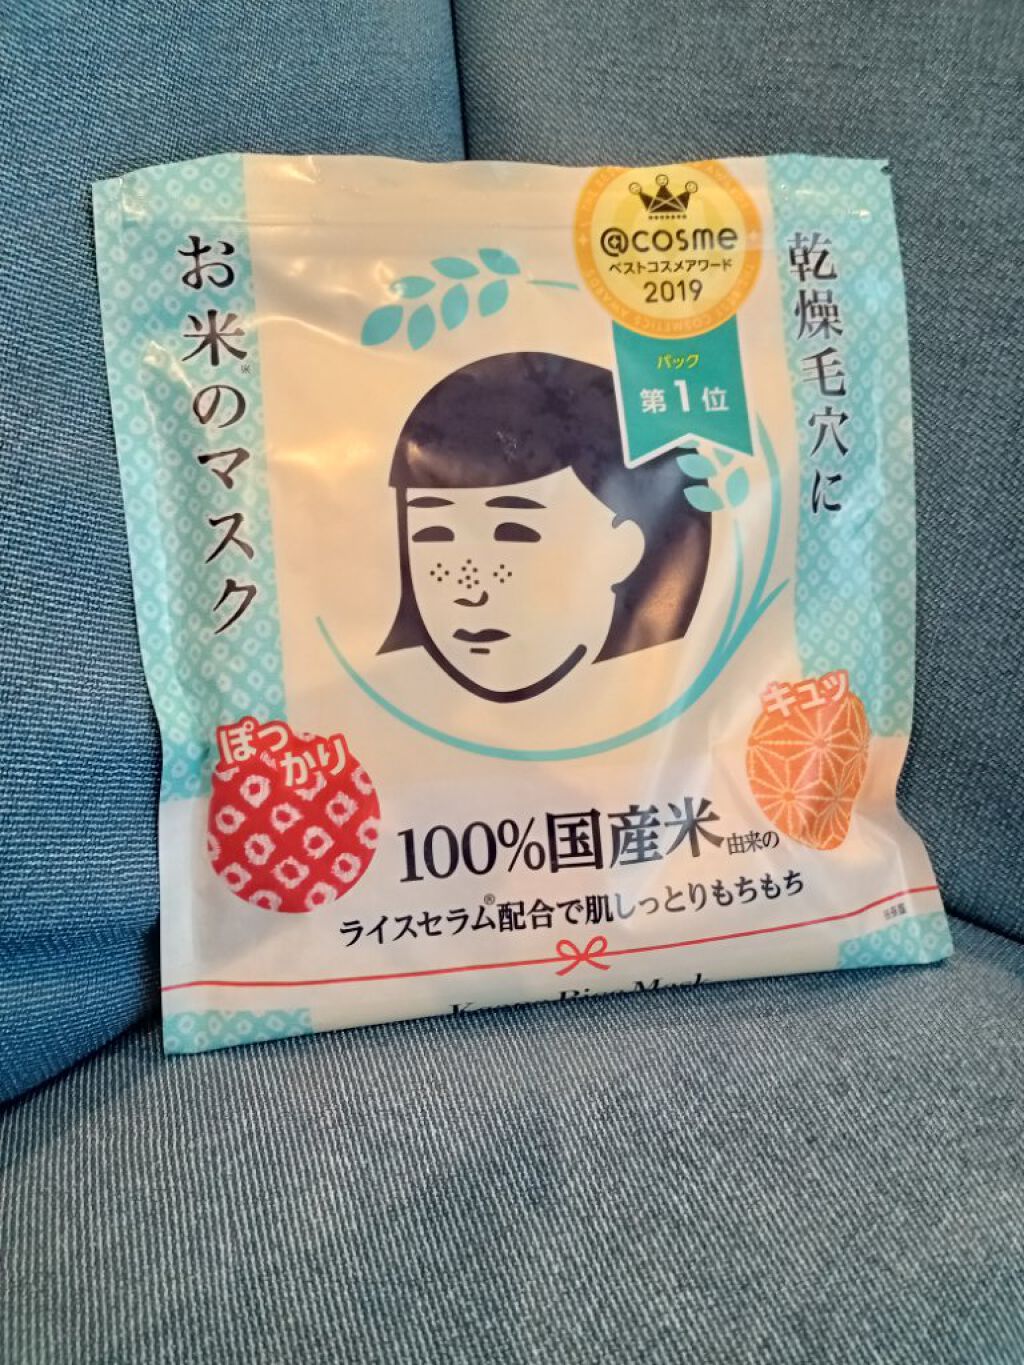 乾燥毛穴に
お米※のマスク
@cosme
ベストコスメアワード
2019
パック
第1位
ぽっかり
キュッ
100%国産米由来の
ライスセラム®配合で肌しっとりもちもち